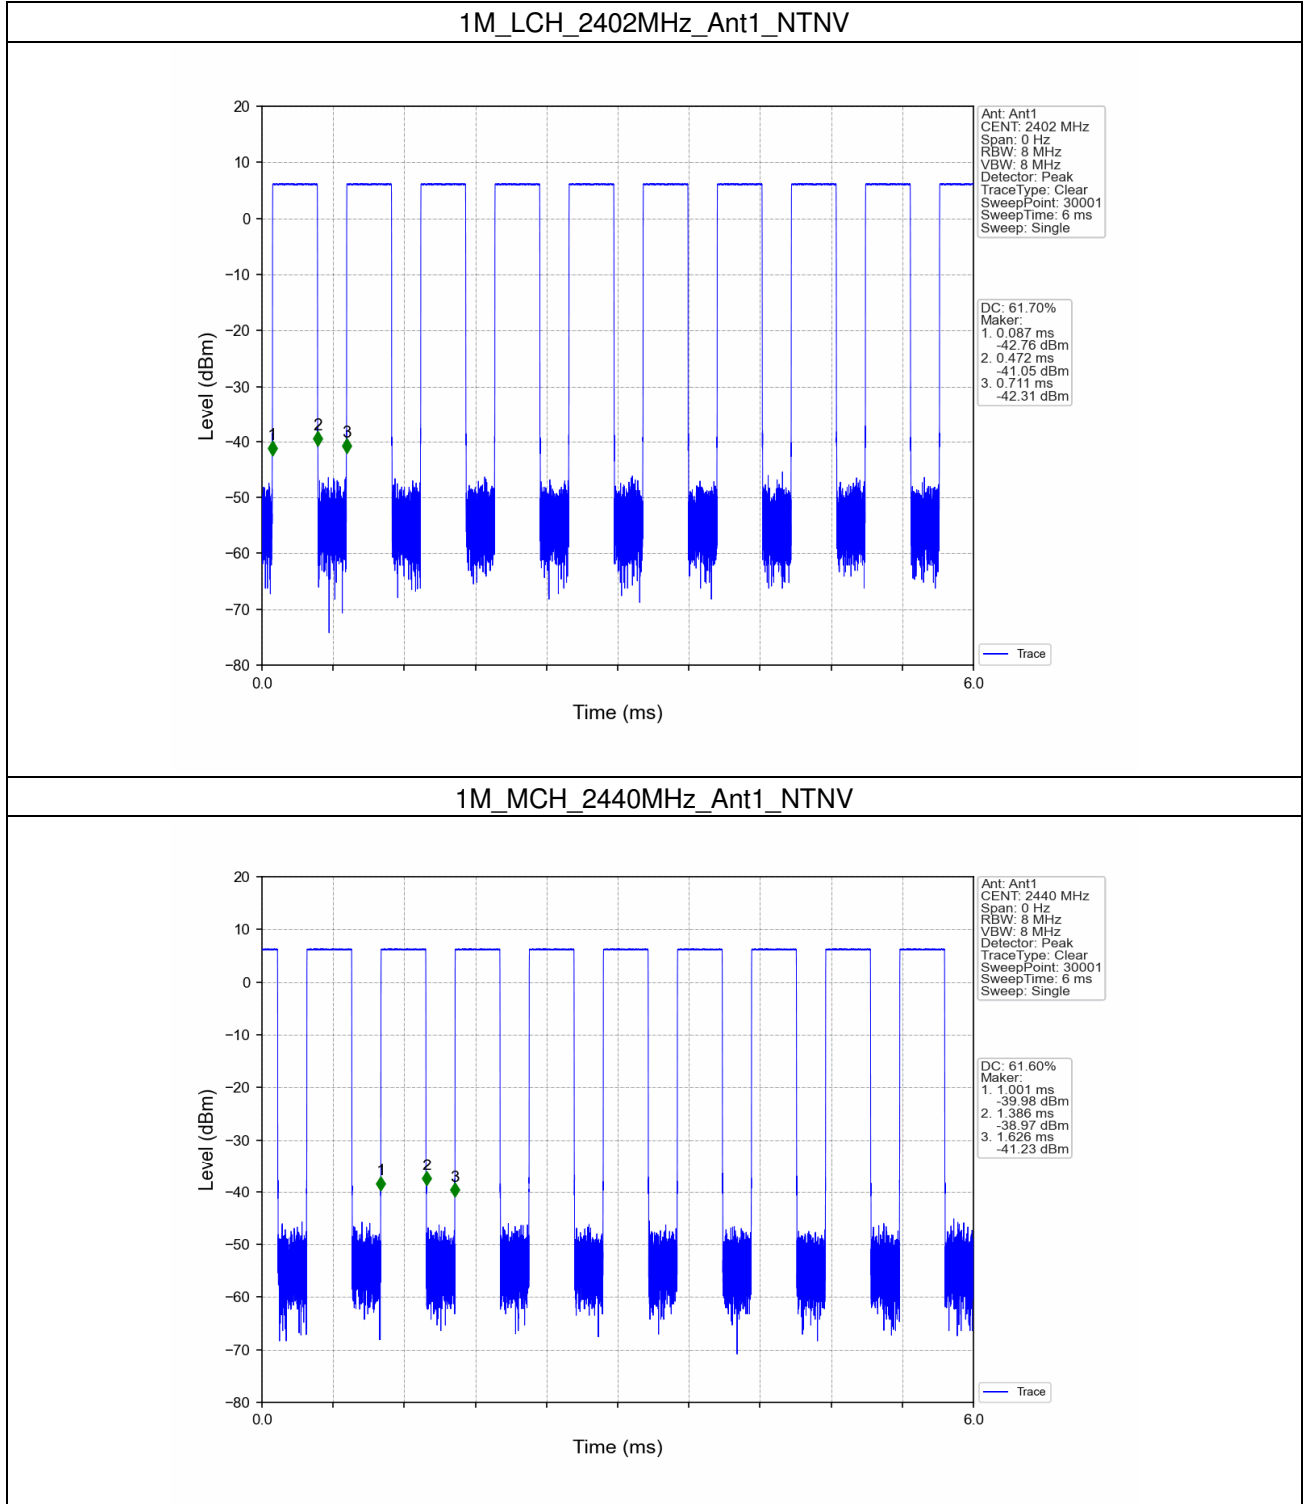 1M_LCH_2402MHz_Ant1_NTNV
20
10
0
−10
−20
−30
−40
−50
−60
−70
−80
Level (dBm)
1
2
3
0.0
6.0
Time (ms)
Ant: Ant1
CENT: 2402 MHz
Span: 0 Hz
RBW: 8 MHz
VBW: 8 MHz
Detector: Peak
TraceType: Clear
SweepPoint: 30001
SweepTime: 6 ms
Sweep: Single
DC: 61.70%
Maker:
1. 0.087 ms
-42.76 dBm
2. 0.472 ms
-41.05 dBm
3. 0.711 ms
-42.31 dBm
Trace
1M_MCH_2440MHz_Ant1_NTNV
20
10
0
−10
−20
−30
−40
−50
−60
−70
−80
Level (dBm)
1
2
3
0.0
6.0
Time (ms)
Ant: Ant1
CENT: 2440 MHz
Span: 0 Hz
RBW: 8 MHz
VBW: 8 MHz
Detector: Peak
TraceType: Clear
SweepPoint: 30001
SweepTime: 6 ms
Sweep: Single
DC: 61.60%
Maker:
1. 1.001 ms
-39.98 dBm
2. 1.386 ms
-38.97 dBm
3. 1.626 ms
-41.23 dBm
Trace